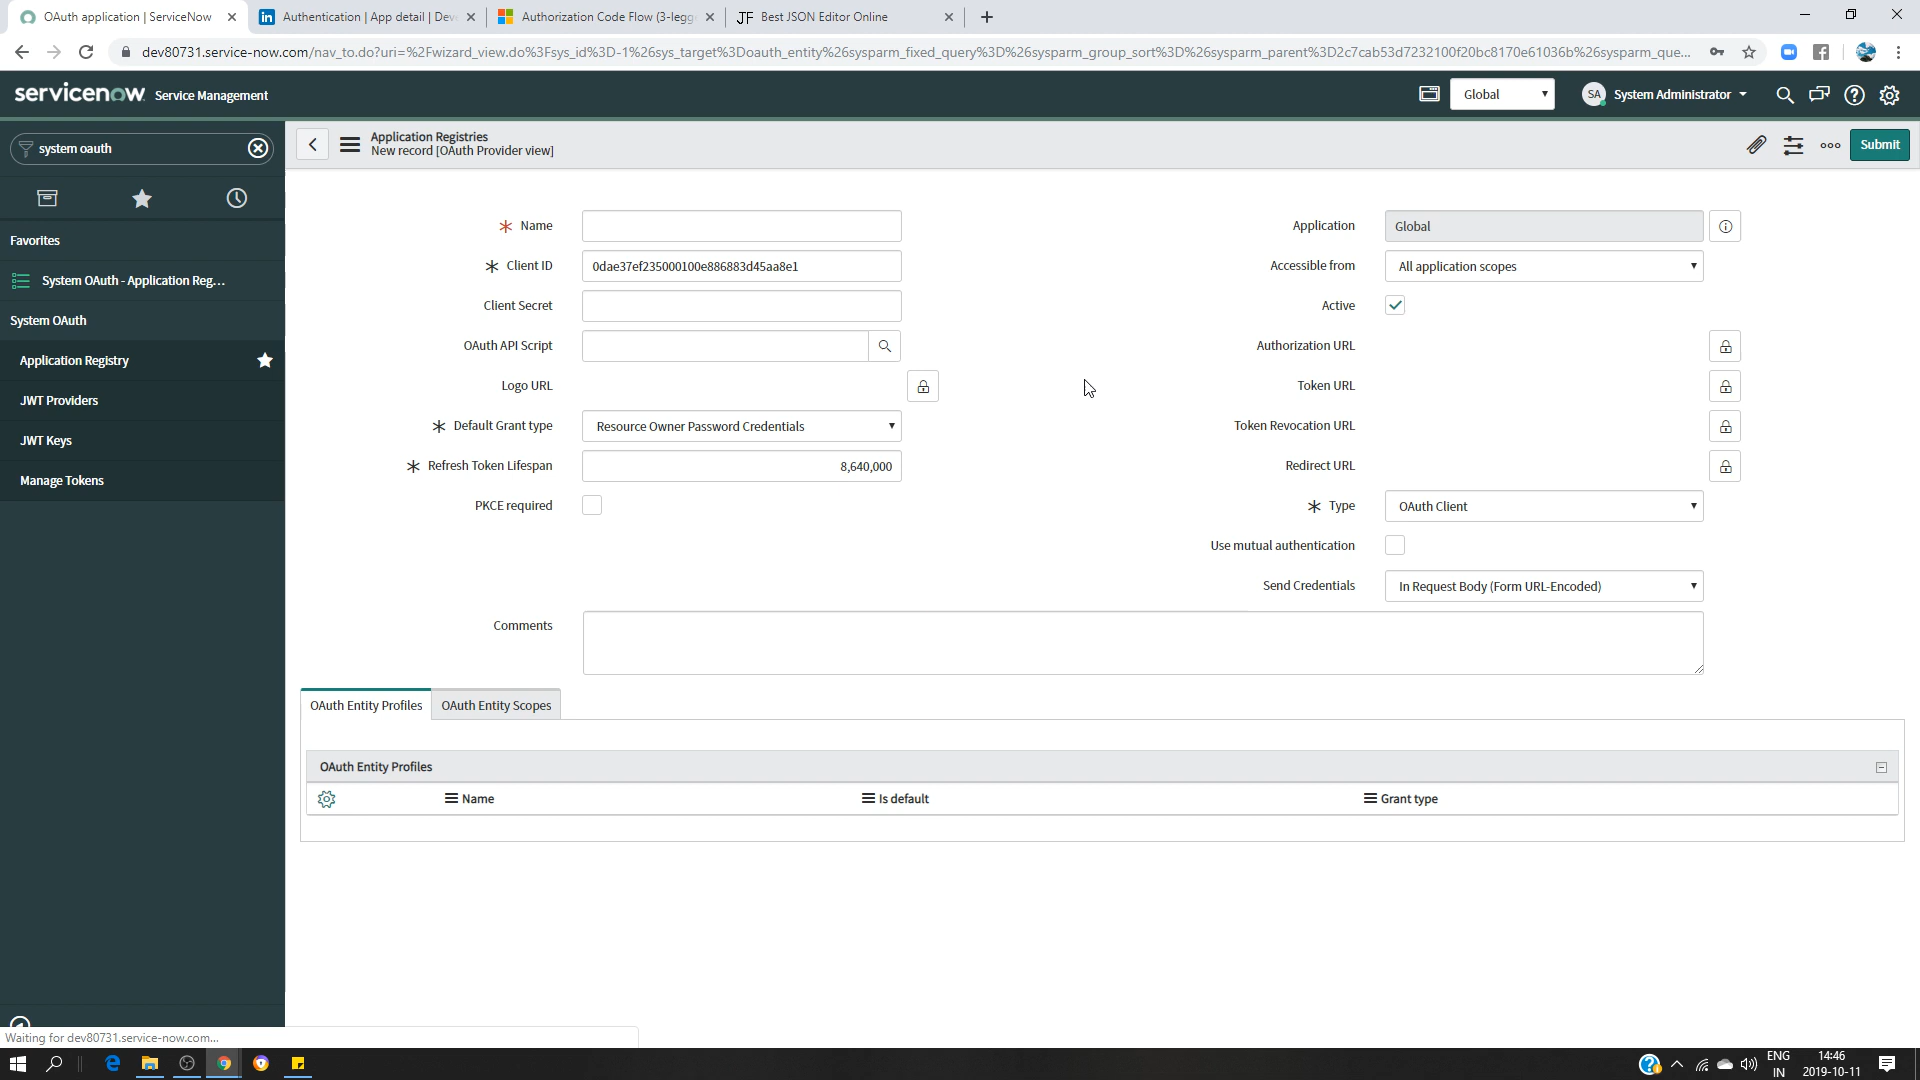 OAuth application | ServiceNow
Authentication | App detail | Dev
Authorization Code Flow (3-legg
JF Best JSON Editor Online
dev80731.service-now.com/nav_to.do?uri=%2Fwizard_view.do%3Fsys_id%3D-1%26sys_target%3Doauth_entity%26sysparm_fixed_query%3D%26sysparm_group_sort%3D%26sysparm_parent%3D2c7cab53d7232100f20bc8170e61036b%26sysparm_que...
servicenow Service Management
Global
SA System Administrator
system oauth
Application Registries
New record [OAuth Provider view]
Submit
Favorites
System OAuth - Application Reg...
System OAuth
Application Registry
JWT Providers
JWT Keys
Manage Tokens
Name
Application Global
Client ID 0dae37ef235000100e886883d45aa8e1
Accessible from All application scopes
Client Secret
Active
OAuth API Script
Authorization URL
Logo URL
Token URL
Default Grant type Resource Owner Password Credentials
Token Revocation URL
Refresh Token Lifespan 8,640,000
Redirect URL
PKCE required
Type OAuth Client
Use mutual authentication
Send Credentials In Request Body (Form URL-Encoded)
Comments
OAuth Entity Profiles
OAuth Entity Scopes
OAuth Entity Profiles
Name
Is default
Grant type
Waiting for dev80731.service-now.com...
ENG
IN
14:46
2019-10-11